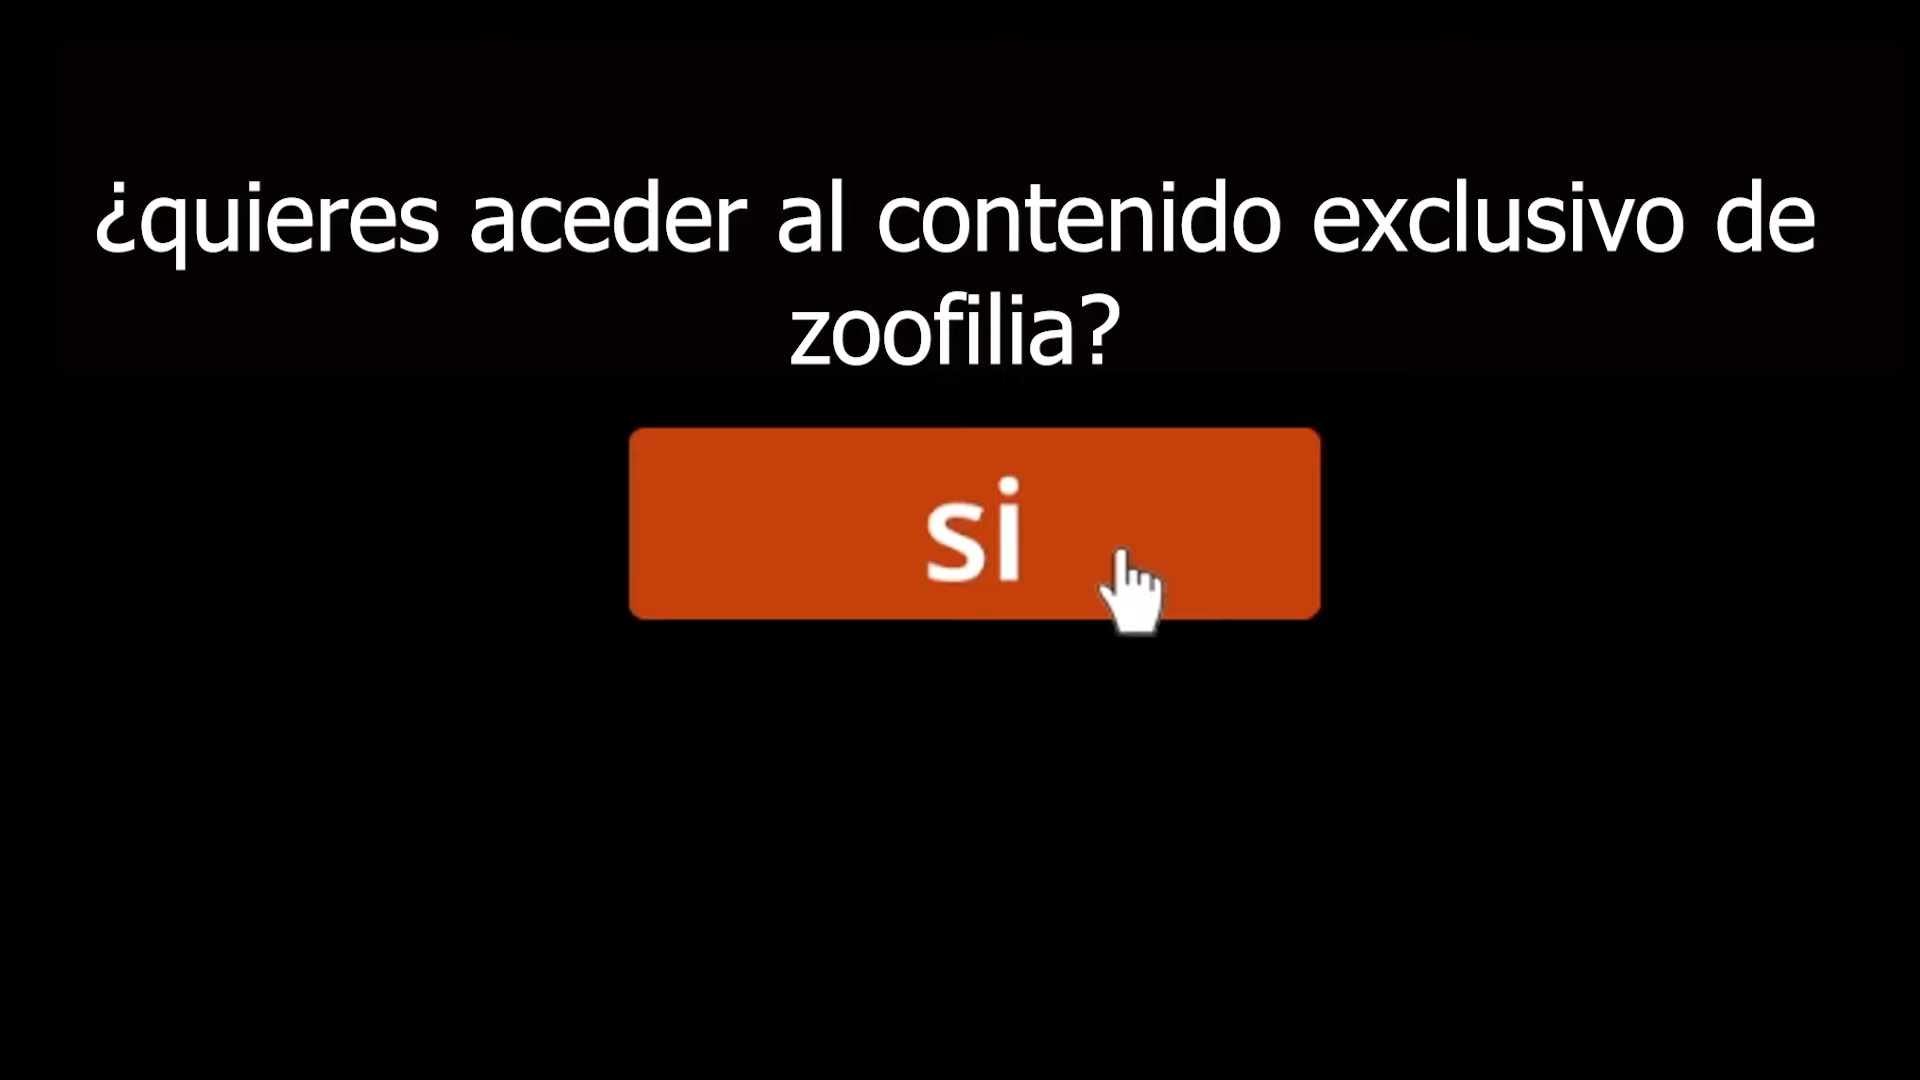 ¿quieres aceder al contenido exclusivo de
zoofilia?
si